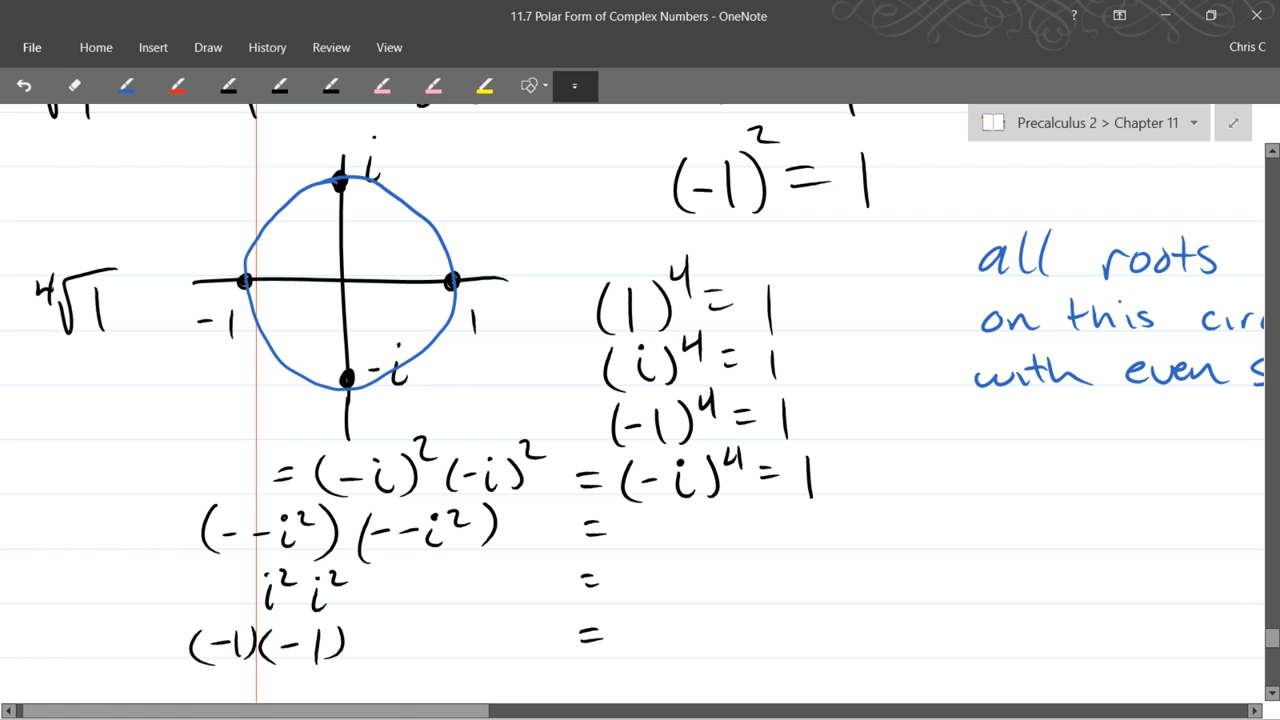 11.7 Polar Form of Complex Numbers - OneNote
?
File Home Insert Draw History Review View
Chris C
Precalculus 2 > Chapter 11
(-1)² = 1
i
⁴√1
-1
1
-i
(1)⁴ = 1
(i)⁴ = 1
(-1)⁴ = 1
= (-i)² (-i)² = (-i)⁴ = 1
(--i²) (--i²) =
i² i² =
(-1)(-1) =
all roots
on this cir
with even s